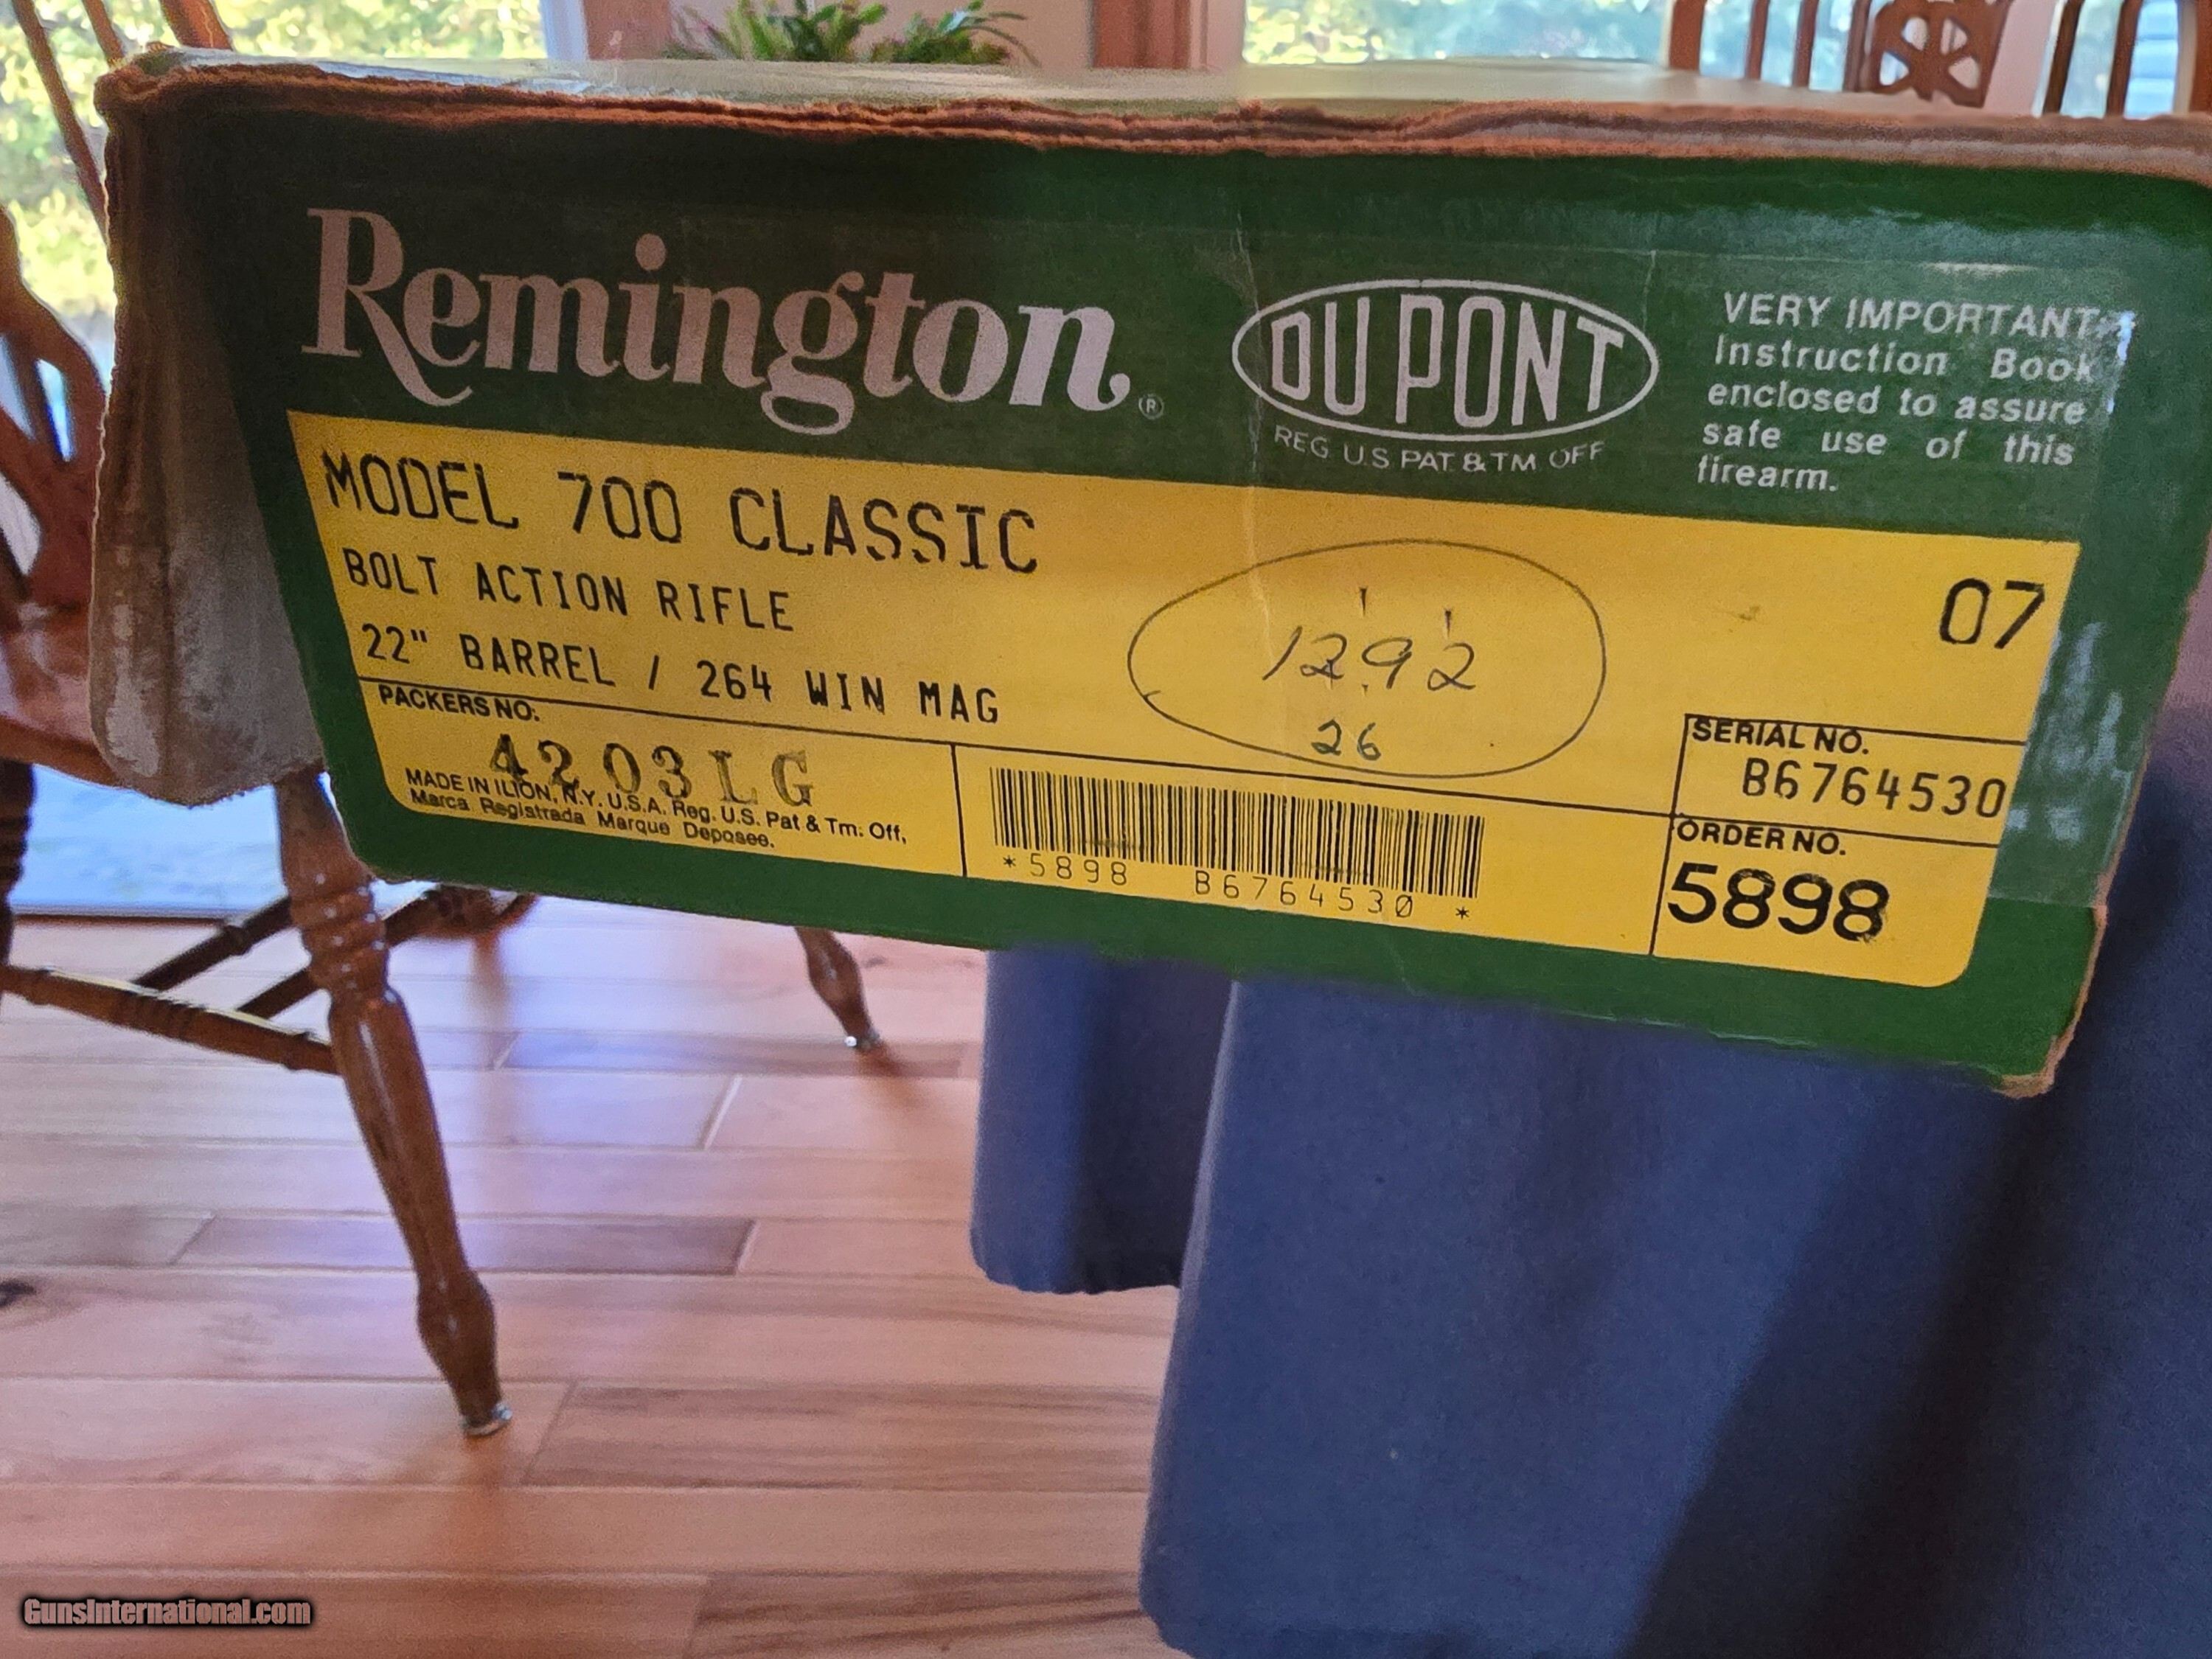 Remington®
DU PONT
REG. U.S. PAT. & TM. OFF.
VERY IMPORTANT:
Instruction Book
enclosed to assure
safe use of this
firearm.
MODEL 700 CLASSIC
07
BOLT ACTION RIFLE
22" BARREL / 264 WIN MAG
1292
26
PACKERS NO.
4203LG
MADE IN ILION, N.Y. U.S.A. Reg. U.S. Pat & Tm. Off.
Marca Registrada Marque Deposee.
*5898 B6764530 *
SERIAL NO.
B6764530
ORDER NO.
5898
GunsInternational.com